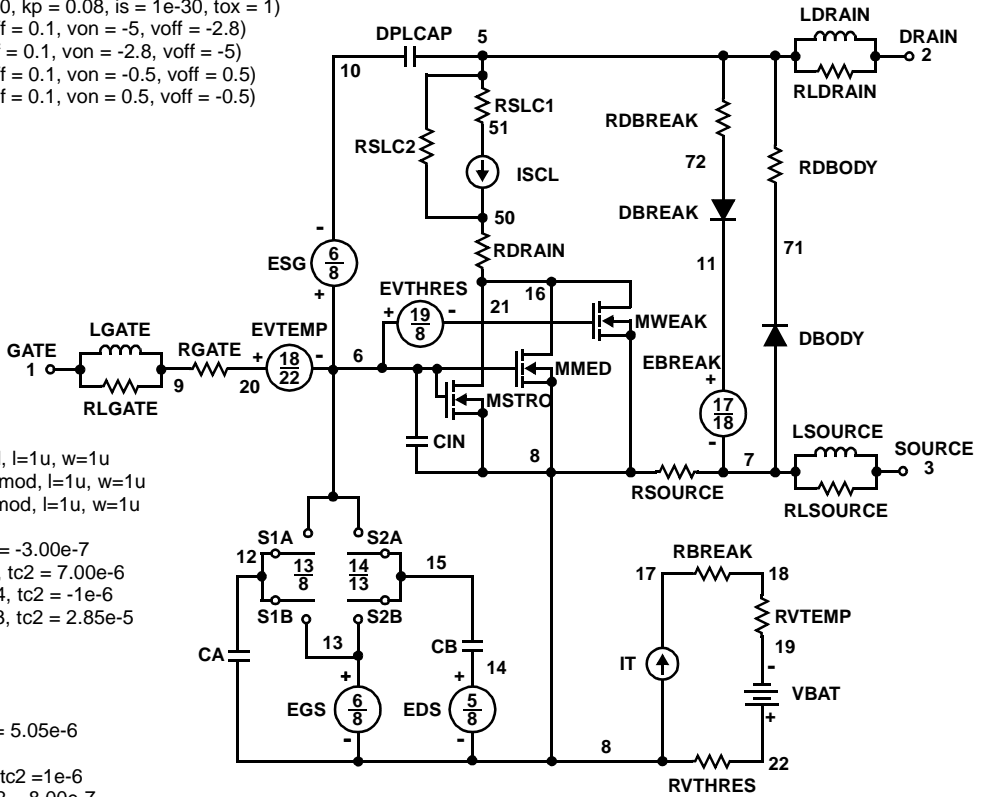 0, kp = 0.08, is = 1e-30, tox = 1)
f = 0.1, von = -5, voff = -2.8)
= 0.1, von = -2.8, voff = -5)
f = 0.1, von = -0.5, voff = 0.5)
f = 0.1, von = 0.5, voff = -0.5)
DPLCAP
5
10
LDRAIN
DRAIN
2
RLDRAIN
RSLC1
51
RSLC2
ISCL
50
RDRAIN
RDBREAK
72
DBREAK
11
RDBODY
71
DBODY
-
ESG
6
8
+
EVTHRES
+
19
8
-
16
21
MWEAK
LGATE
GATE
1
RLGATE
9
RGATE
20
EVTEMP
+
18
22
-
6
MMED
MSTRO
CIN
8
EBREAK
+
17
18
-
7
RSOURCE
LSOURCE
SOURCE
3
RLSOURCE
, l=1u, w=1u
mod, l=1u, w=1u
mod, l=1u, w=1u
= -3.00e-7
, tc2 = 7.00e-6
4, tc2 = -1e-6
3, tc2 = 2.85e-5
= 5.05e-6
tc2 =1e-6
S1A
S2A
12
13
8
14
13
15
S1B
S2B
13
CA
CB
14
+
EGS
6
8
-
+
EDS
5
8
-
8
RBREAK
17
18
RVTEMP
19
IT
-
VBAT
+
22
RVTHRES